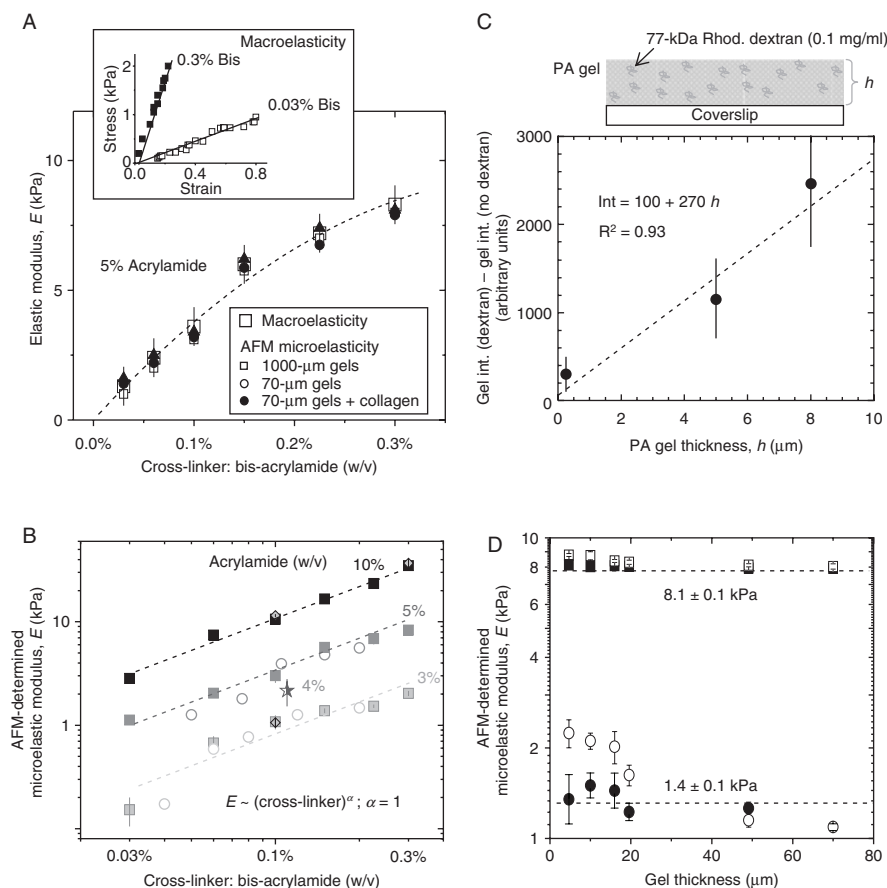 A
Macroelasticity
0.3% Bis
0.03% Bis
Stress (kPa)
2
1
0
0.0 0.4 0.8
Strain
Elastic modulus, E (kPa)
10
5
0
5% Acrylamide
Macroelasticity
AFM microelasticity
1000-μm gels
70-μm gels
70-μm gels + collagen
0.0% 0.1% 0.2% 0.3%
Cross-linker: bis-acrylamide (w/v)
C
77-kDa Rhod. dextran (0.1 mg/ml)
PA gel
h
Coverslip
Gel int. (dextran) – gel int. (no dextran)
(arbitrary units)
3000
2000
1000
0
Int = 100 + 270 h
R² = 0.93
0 2 4 6 8 10
PA gel thickness, h (μm)
B
AFM-determined
microelastic modulus, E (kPa)
Acrylamide (w/v)
10%
5%
4%
3%
10
1
E ~ (cross-linker)ᵅ; α = 1
0.03% 0.1% 0.3%
Cross-linker: bis-acrylamide (w/v)
D
AFM-determined
microelastic modulus, E (kPa)
10
8
6
4
2
1
8.1 ± 0.1 kPa
1.4 ± 0.1 kPa
0 20 40 60 80
Gel thickness (μm)